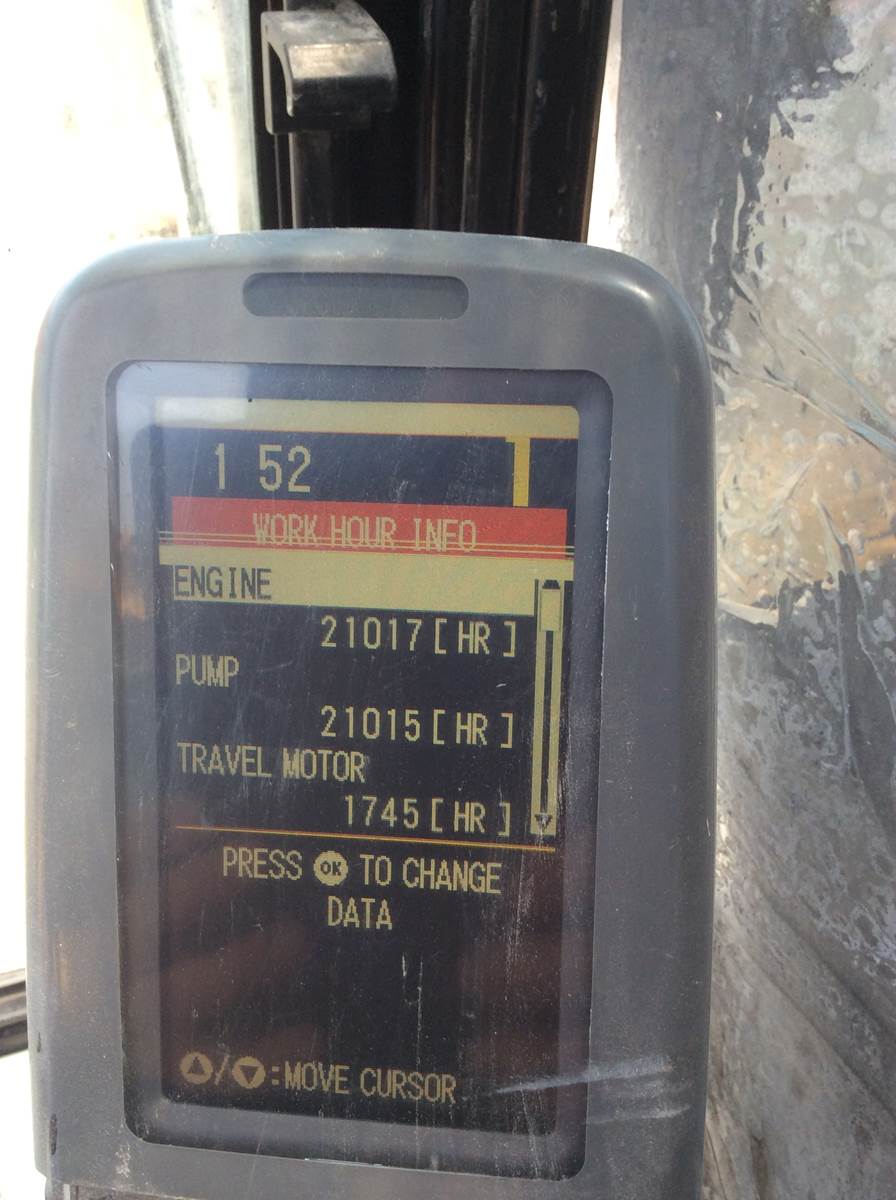 1 52
WORK HOUR INFO
ENGINE
21017[HR]
PUMP
21015[HR]
TRAVEL MOTOR
1745[HR]
PRESS OK TO CHANGE
DATA
/ :MOVE CURSOR